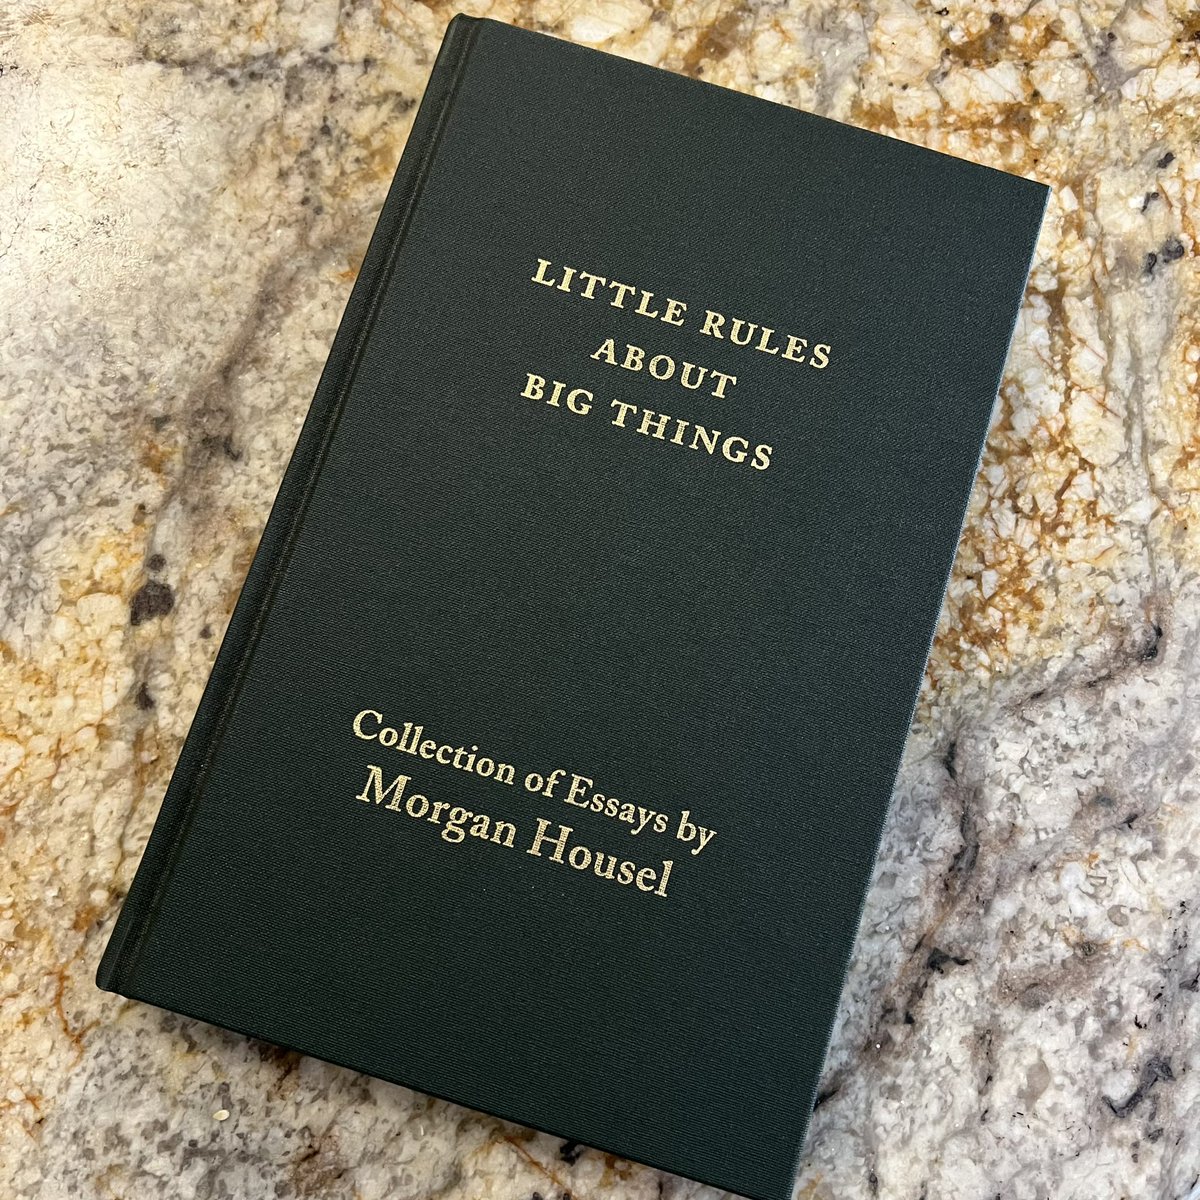 LITTLE RULES
ABOUT
BIG THINGS
Collection of Essays by
Morgan Housel